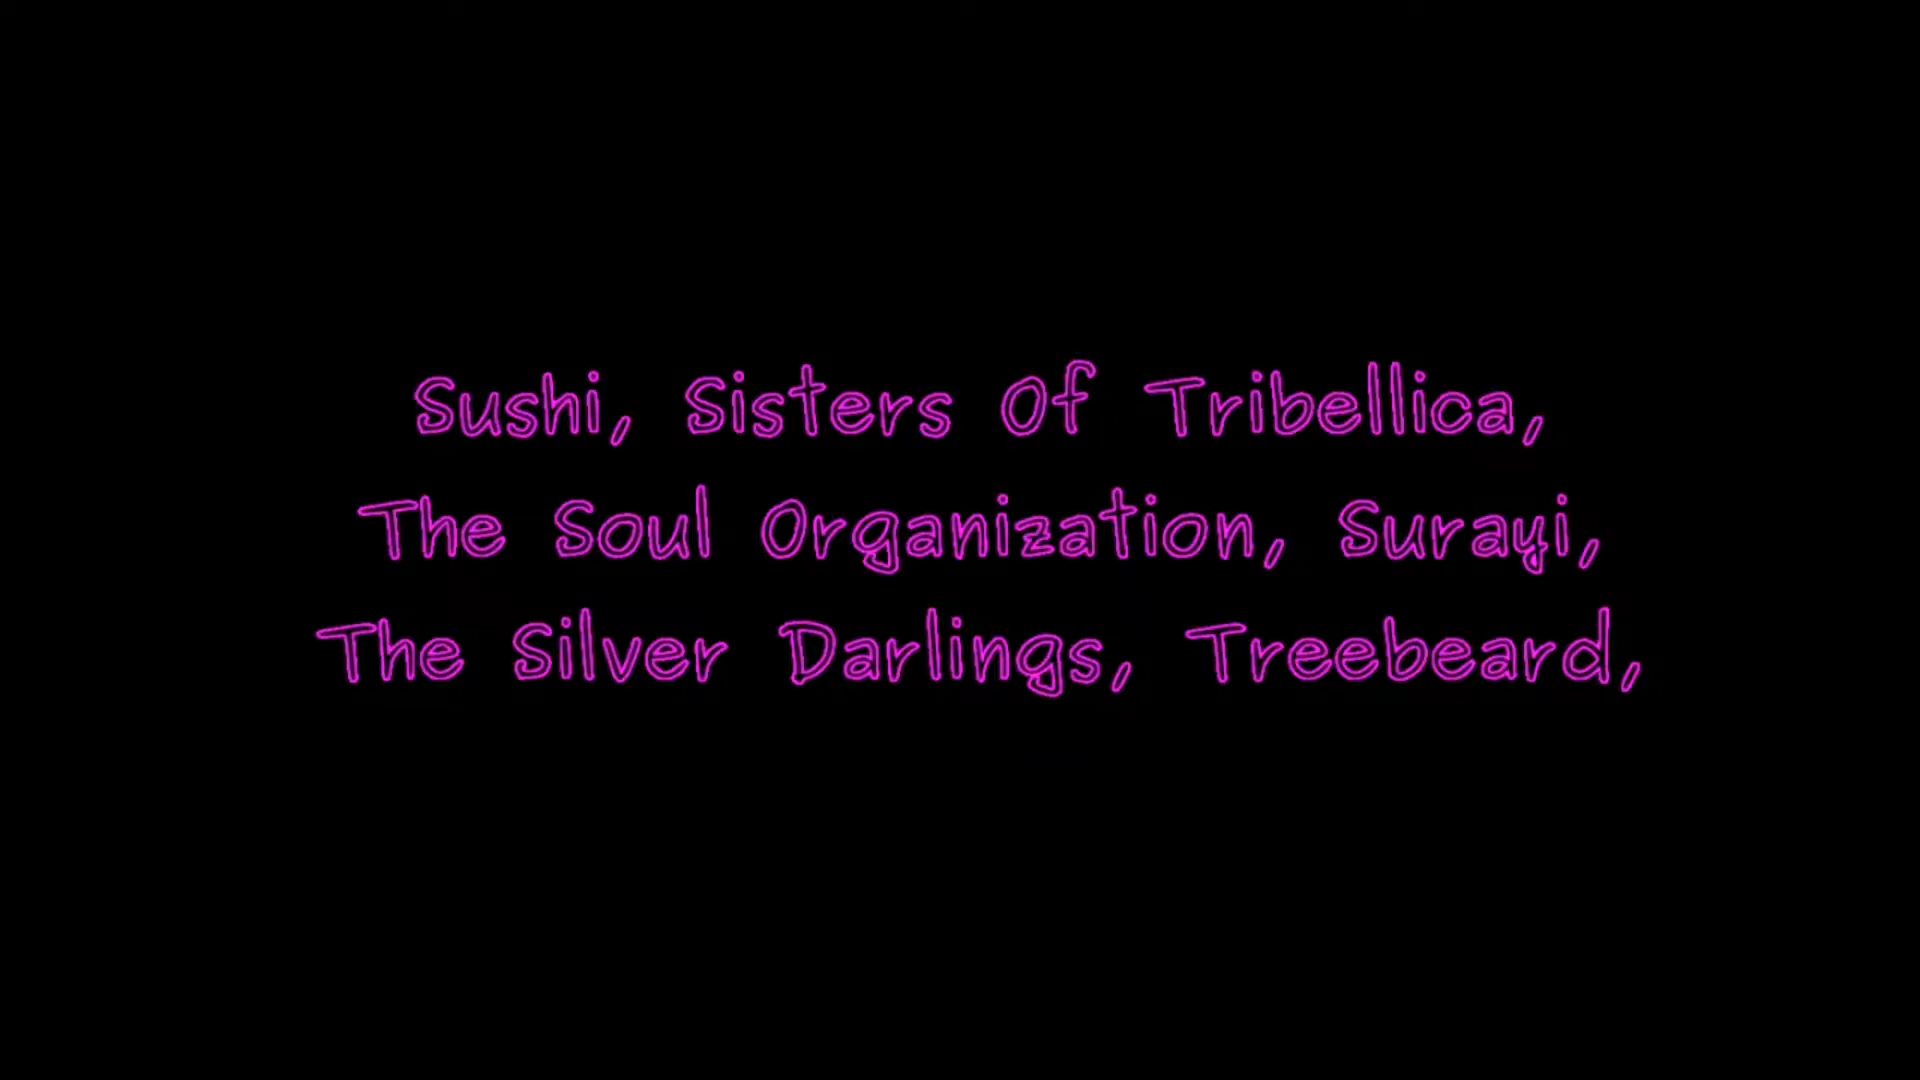 Sushi, Sisters Of Tribellica,
The Soul Organization, Surayi,
The Silver Darlings, Treebeard,